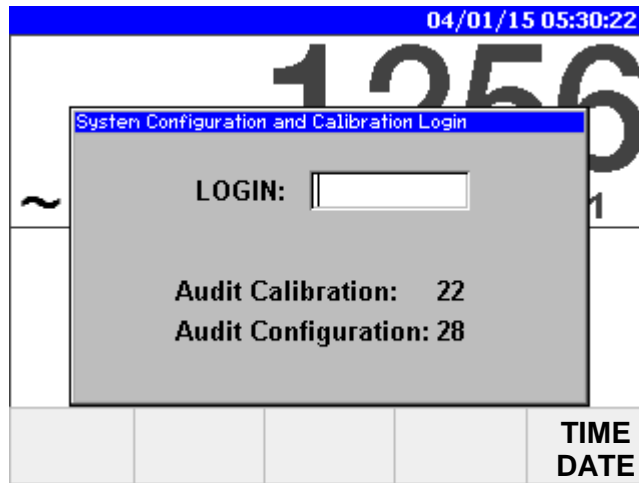 04/01/15 05:30:22
1256
System Configuration and Calibration Login
~
LOGIN:
1
Audit Calibration: 22
Audit Configuration: 28
TIME
DATE